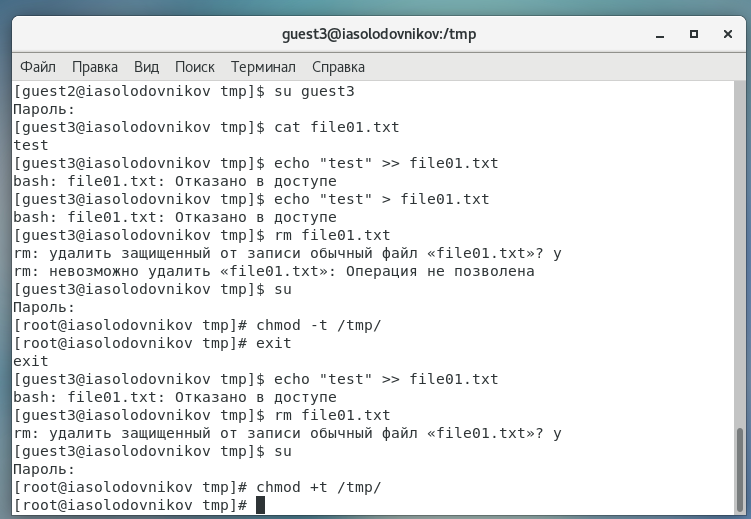 guest3@iasolodovnikov:/tmp
Файл Правка Вид Поиск Терминал Справка
[guest2@iasolodovnikov tmp]$ su guest3
Пароль:
[guest3@iasolodovnikov tmp]$ cat file01.txt
test
[guest3@iasolodovnikov tmp]$ echo "test" >> file01.txt
bash: file01.txt: Отказано в доступе
[guest3@iasolodovnikov tmp]$ echo "test" > file01.txt
bash: file01.txt: Отказано в доступе
[guest3@iasolodovnikov tmp]$ rm file01.txt
rm: удалить защищенный от записи обычный файл «file01.txt»? y
rm: невозможно удалить «file01.txt»: Операция не позволена
[guest3@iasolodovnikov tmp]$ su
Пароль:
[root@iasolodovnikov tmp]# chmod -t /tmp/
[root@iasolodovnikov tmp]# exit
exit
[guest3@iasolodovnikov tmp]$ echo "test" >> file01.txt
bash: file01.txt: Отказано в доступе
[guest3@iasolodovnikov tmp]$ rm file01.txt
rm: удалить защищенный от записи обычный файл «file01.txt»? y
[guest3@iasolodovnikov tmp]$ su
Пароль:
[root@iasolodovnikov tmp]# chmod +t /tmp/
[root@iasolodovnikov tmp]#